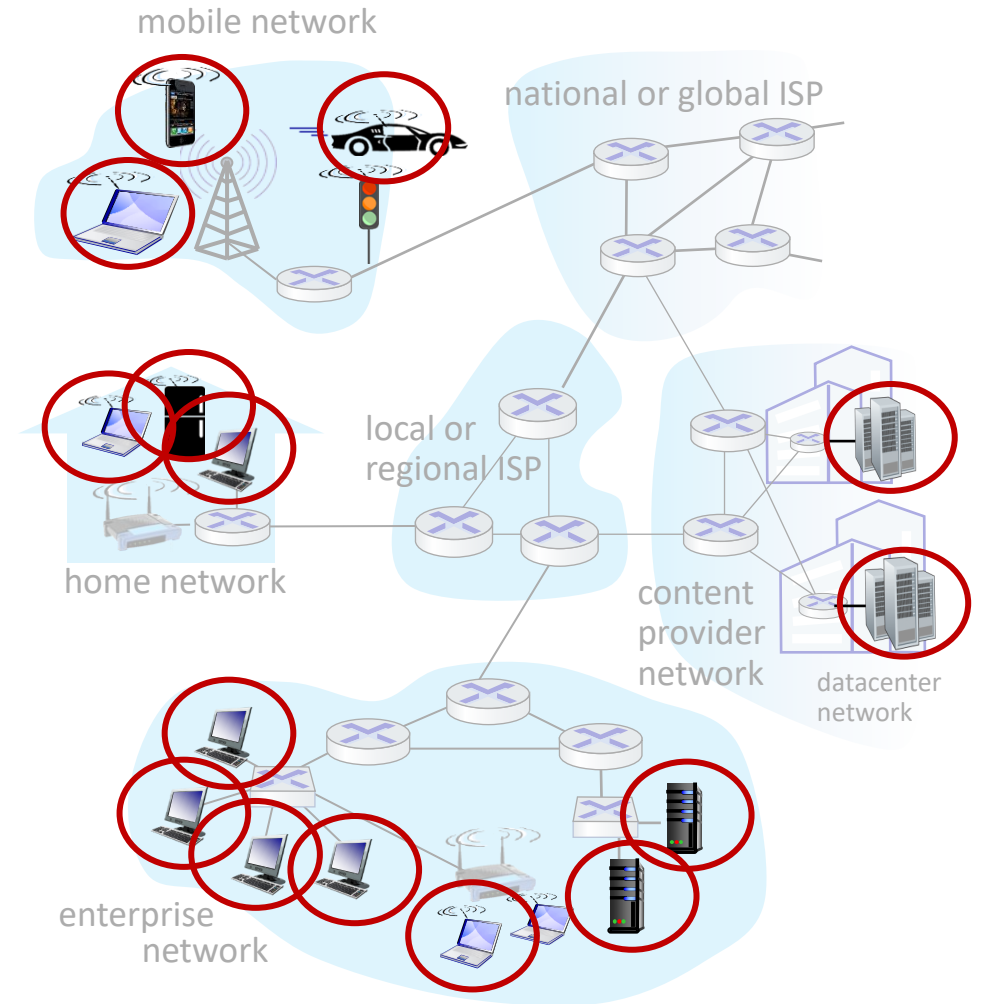 mobile network
national or global ISP
local or
regional ISP
home network
content
provider
network
datacenter
network
enterprise
network